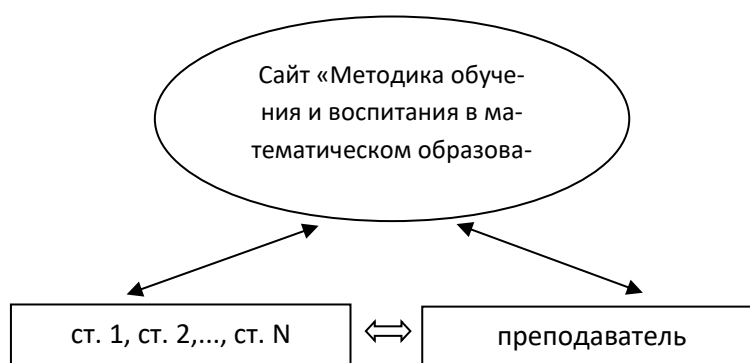 Сайт «Методика обуче-
ния и воспитания в ма-
тематическом образова-
ст. 1, ст. 2,..., ст. N
преподаватель